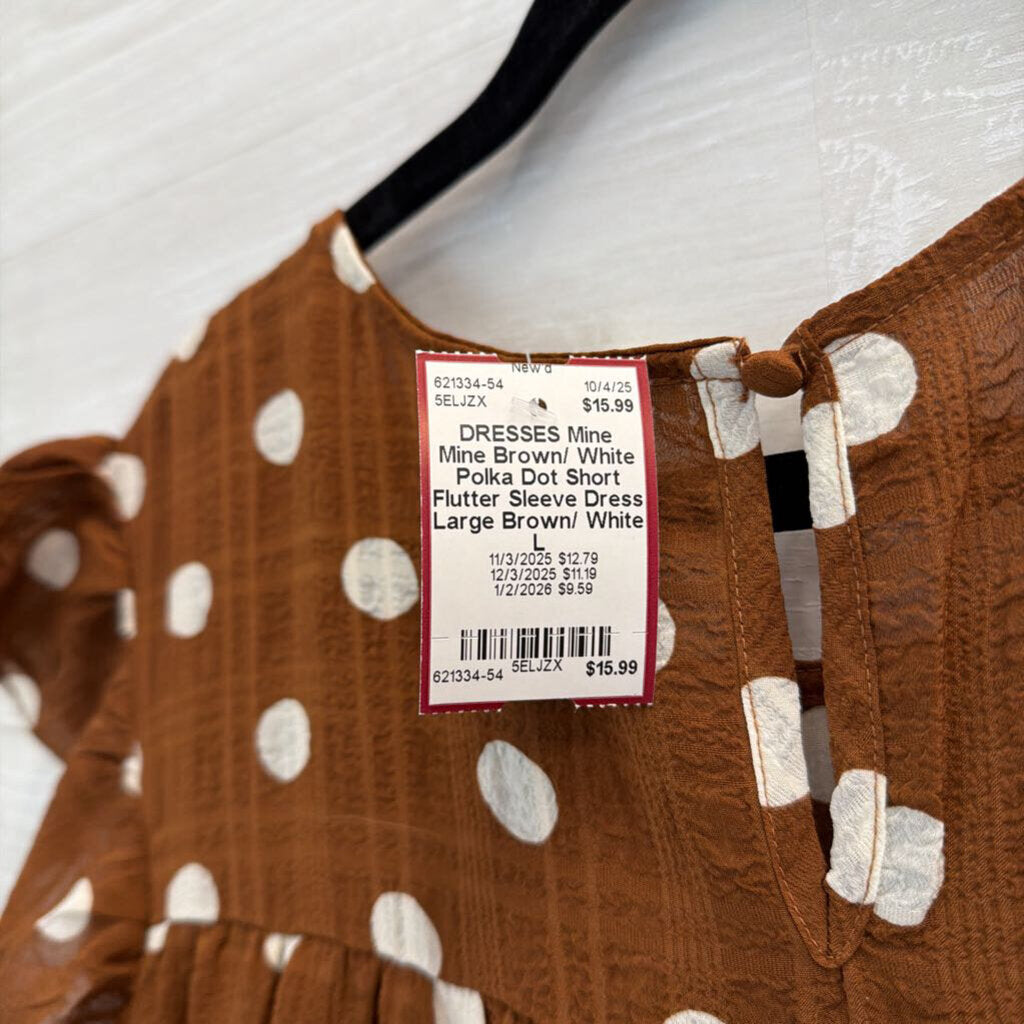 New'd
621334-54 10/4/25
5ELJZX $15.99
DRESSES Mine
Mine Brown/ White
Polka Dot Short
Flutter Sleeve Dress
Large Brown/ White
L
11/3/2025 $12.79
12/3/2025 $11.19
1/2/2026 $9.59
621334-54 5ELJZX $15.99